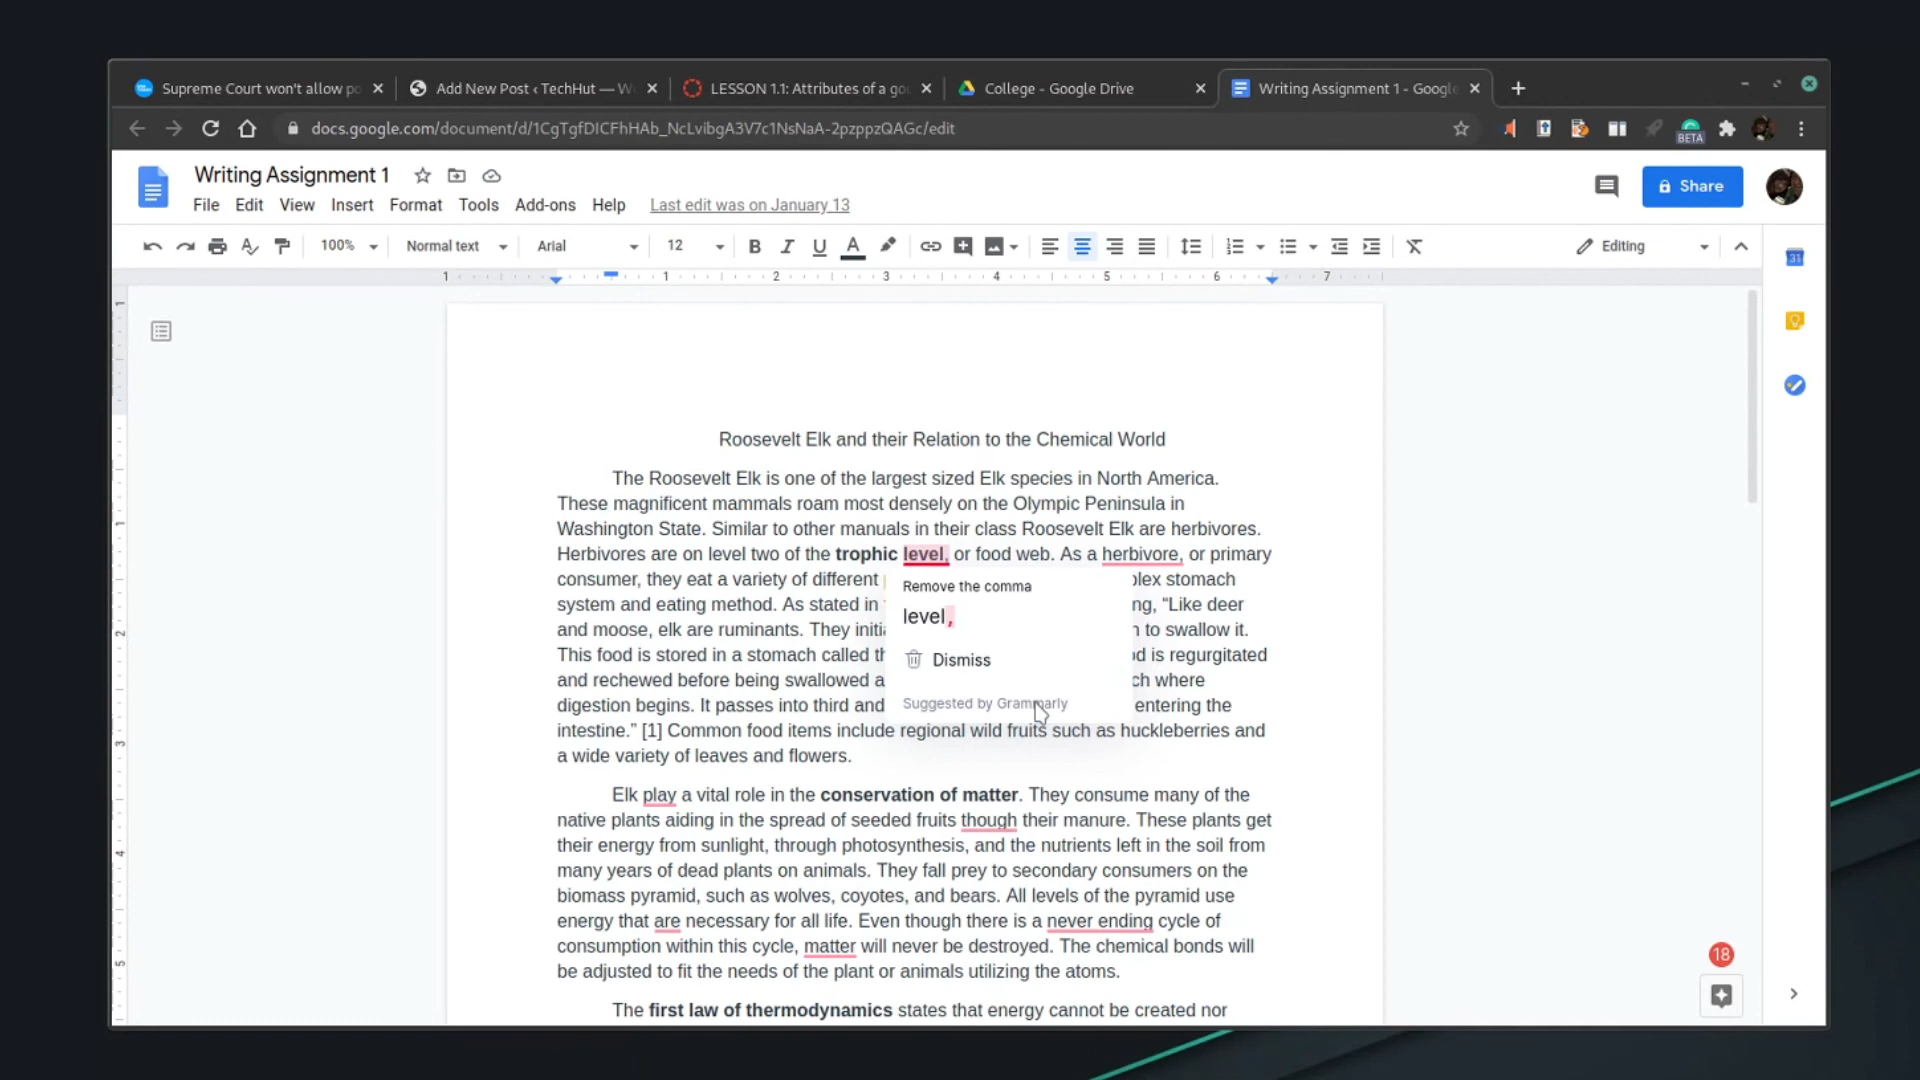 Supreme Court won't allow po
Add New Post ‹ TechHut — W
LESSON 1.1: Attributes of a go
College - Google Drive
Writing Assignment 1 - Google
docs.google.com/document/d/1CgTgfDICFhHAb_NcLvibgA3V7c1NsNaA-2pzppzQAGc/edit
BETA
Writing Assignment 1
Share
File Edit View Insert Format Tools Add-ons Help Last edit was on January 13
100% Normal text Arial 12 B I U A Editing
31
1 1 2 3 4 5 6 7
1
Roosevelt Elk and their Relation to the Chemical World
The Roosevelt Elk is one of the largest sized Elk species in North America.
These magnificent mammals roam most densely on the Olympic Peninsula in
1
Washington State. Similar to other manuals in their class Roosevelt Elk are herbivores.
Herbivores are on level two of the trophic level, or food web. As a herbivore, or primary
consumer, they eat a variety of different plex stomach
Remove the comma
system and eating method. As stated in ng, “Like deer
level,
and moose, elk are ruminants. They initia n to swallow it.
2
This food is stored in a stomach called th d is regurgitated
Dismiss
and rechewed before being swallowed a ch where
digestion begins. It passes into third and entering the
Suggested by Grammarly
intestine.” [1] Common food items include regional wild fruits such as huckleberries and
3
a wide variety of leaves and flowers.
Elk play a vital role in the conservation of matter. They consume many of the
native plants aiding in the spread of seeded fruits though their manure. These plants get
their energy from sunlight, through photosynthesis, and the nutrients left in the soil from
4
many years of dead plants on animals. They fall prey to secondary consumers on the
biomass pyramid, such as wolves, coyotes, and bears. All levels of the pyramid use
energy that are necessary for all life. Even though there is a never ending cycle of
consumption within this cycle, matter will never be destroyed. The chemical bonds will
18
5
be adjusted to fit the needs of the plant or animals utilizing the atoms.
The first law of thermodynamics states that energy cannot be created nor